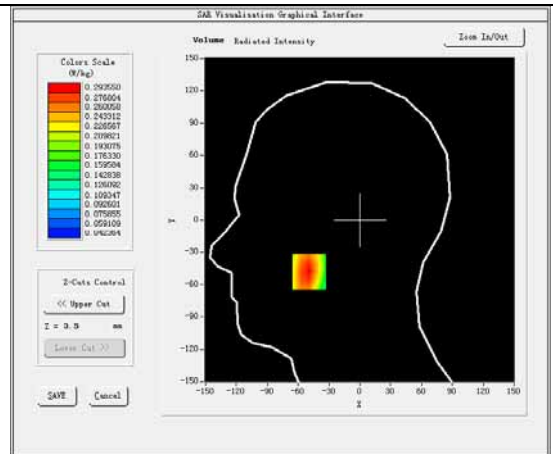 SAR Visualisation Graphical Interface
Volume Radiated Intensity
Zoom In/Out
Colors Scale
(W/kg)
0.293550
0.276804
0.260058
0.243312
0.226567
0.209821
0.193075
0.176330
0.159584
0.142838
0.126092
0.109347
0.092601
0.075855
0.059109
0.042364
Z-Cuts Control
<< Upper Cut
Z = 3.5 mm
Lower Cut >>
SAVE
Cancel
150
120
90
60
30
0
-30
-60
-90
-120
-150
Y
-150 -120 -90 -60 -30 0 30 60 90 120 150
X